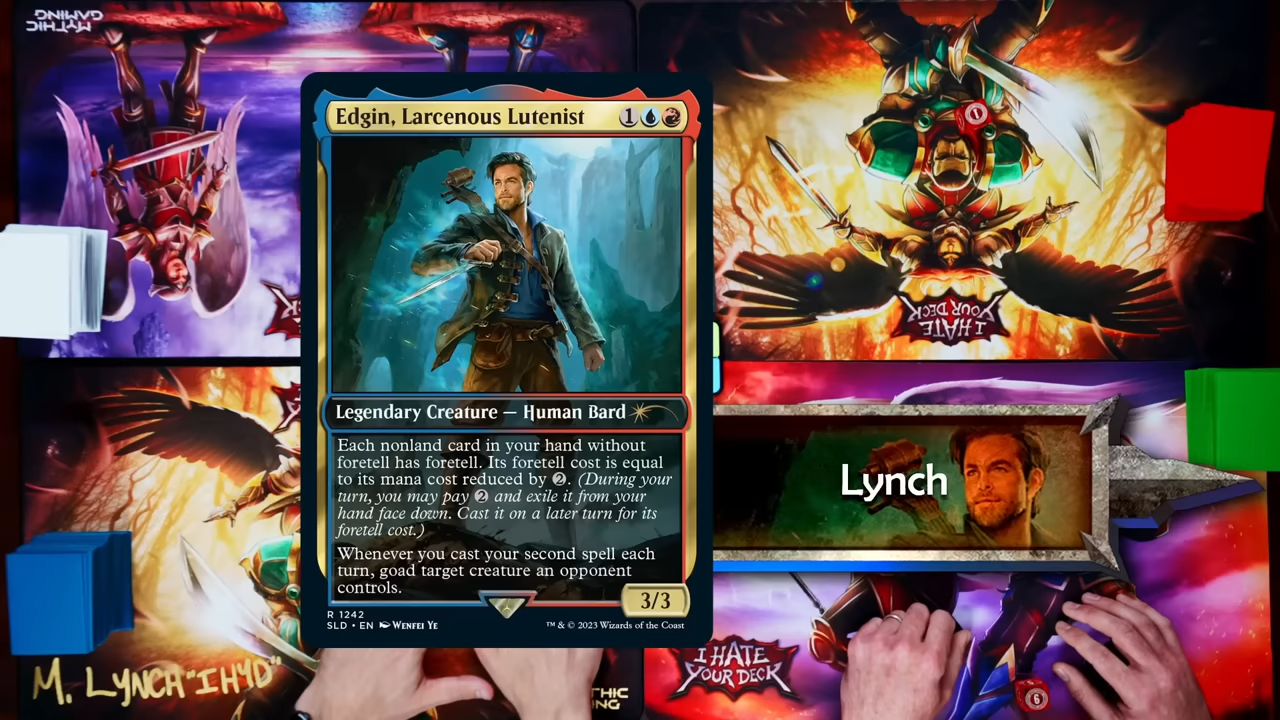 MYTHIC
GAMING
Edgin, Larcenous Lutenist 1
Legendary Creature — Human Bard
Each nonland card in your hand without
foretell has foretell. Its foretell cost is equal
to its mana cost reduced by 2. (During your
turn, you may pay 2 and exile it from your
hand face down. Cast it on a later turn for its
foretell cost.)
Whenever you cast your second spell each
turn, goad target creature an opponent
controls.
3/3
R 1242
SLD • EN Wenfei Ye
™ & © 2023 Wizards of the Coast
I HATE
YOUR DECK
Lynch
I HATE
YOUR DECK
6
M. LYNCH "IHYD"